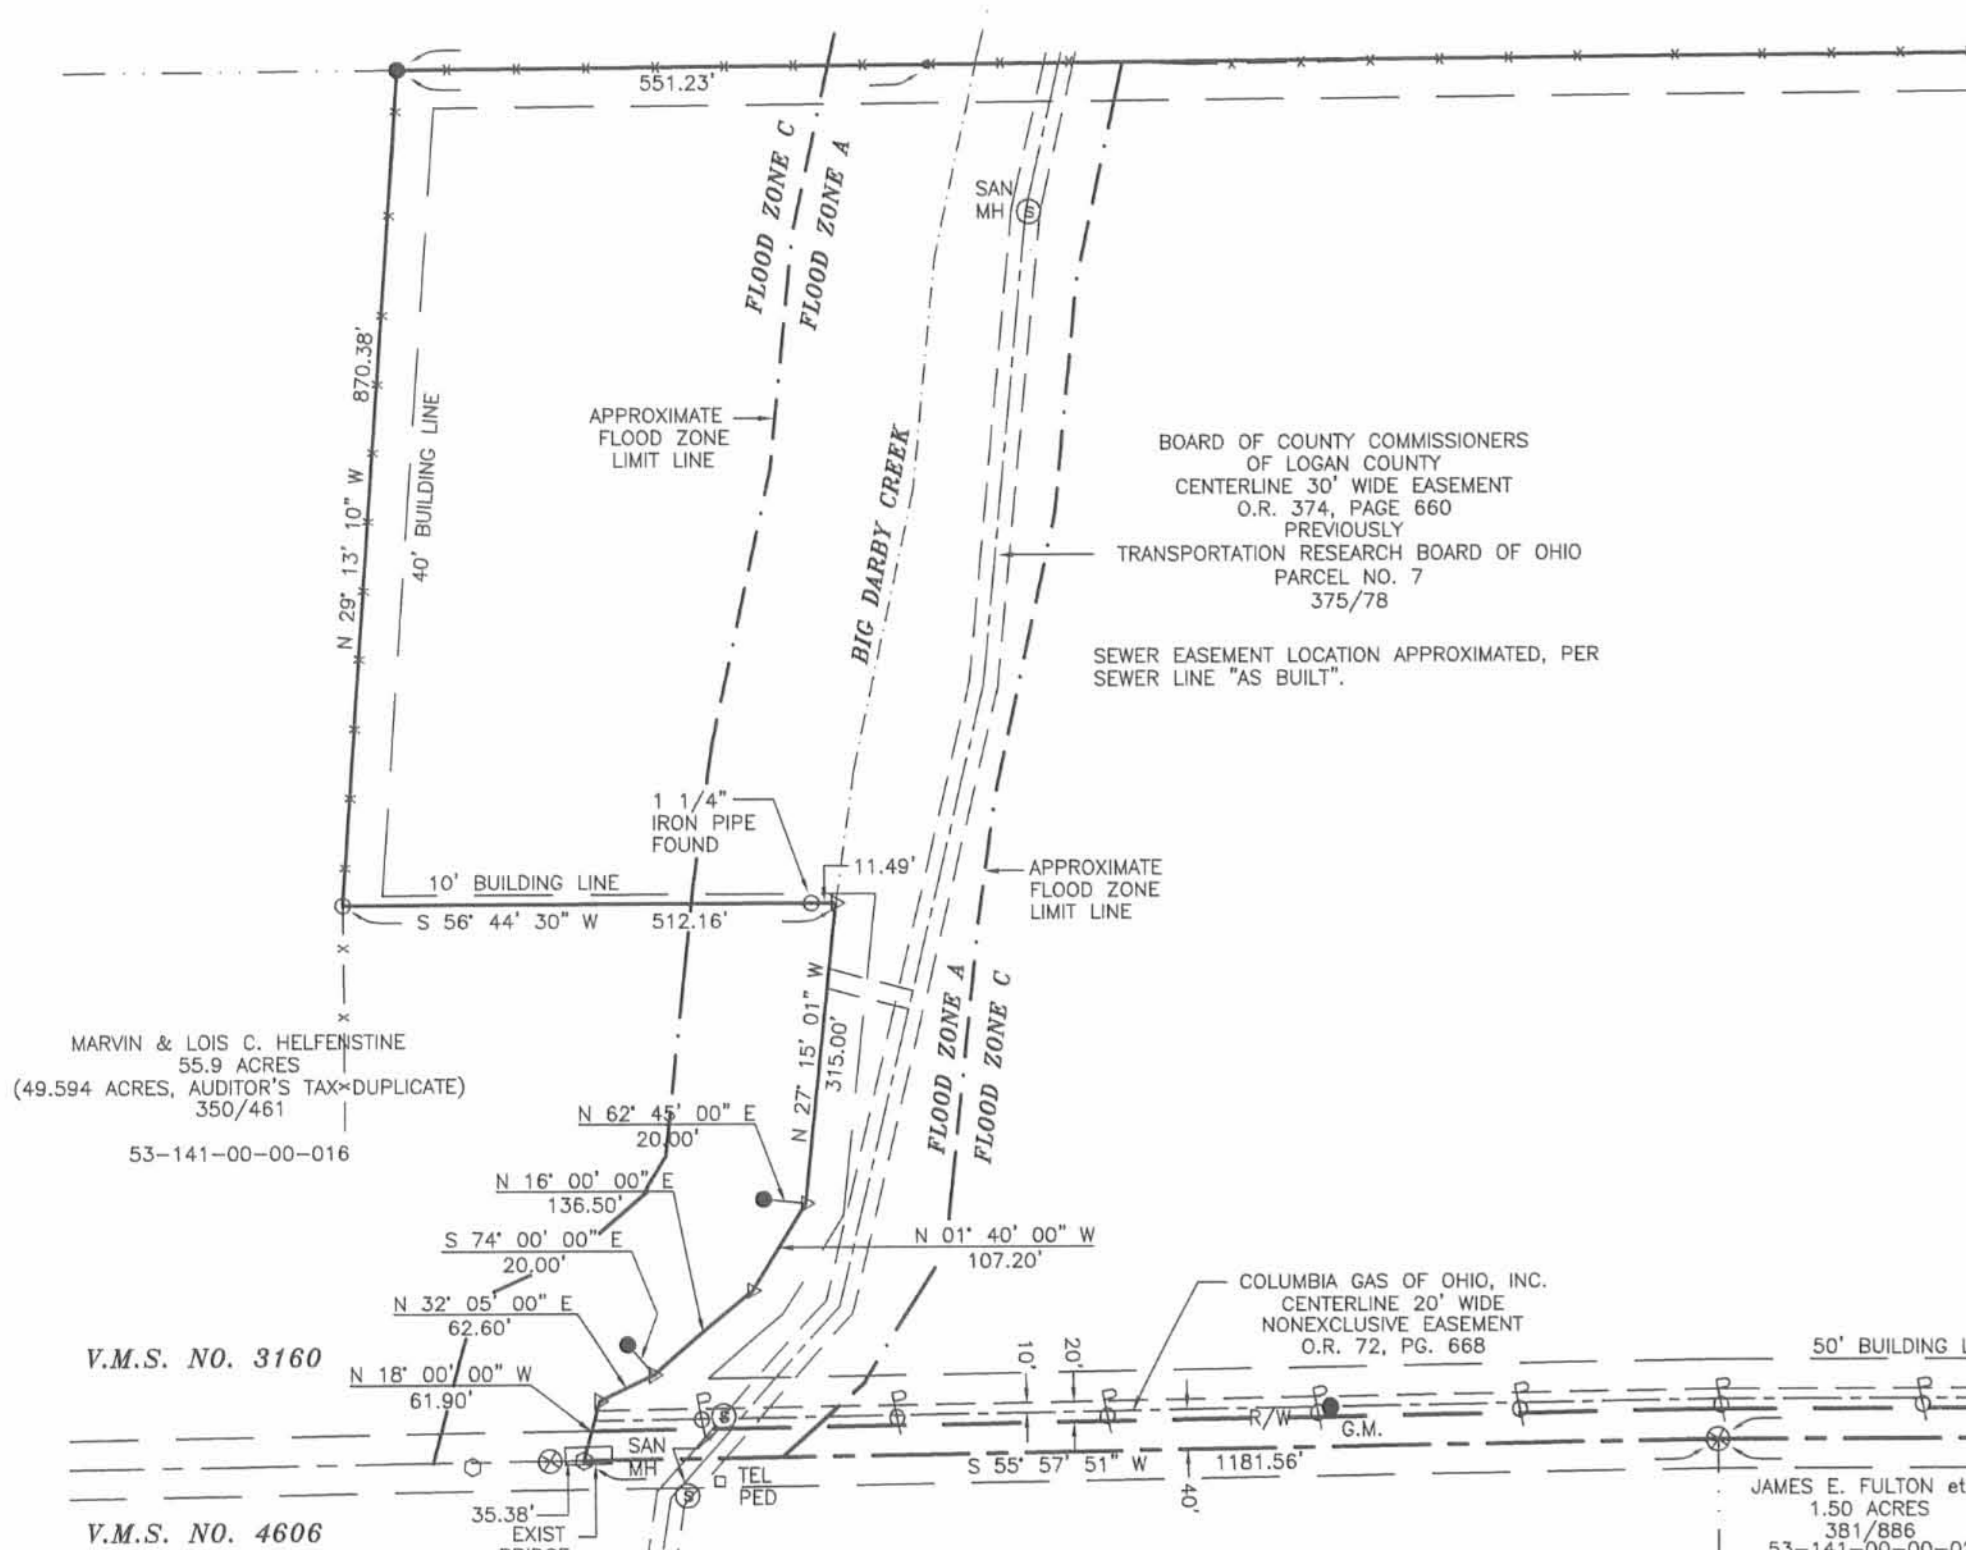 551.23'
FLOOD ZONE C
FLOOD ZONE A
SAN
MH
S
870.38'
N 29° 13' 10" W
40' BUILDING LINE
APPROXIMATE
FLOOD ZONE
LIMIT LINE
BIG DARBY CREEK
BOARD OF COUNTY COMMISSIONERS
OF LOGAN COUNTY
CENTERLINE 30' WIDE EASEMENT
O.R. 374, PAGE 660
PREVIOUSLY
TRANSPORTATION RESEARCH BOARD OF OHIO
PARCEL NO. 7
375/78
SEWER EASEMENT LOCATION APPROXIMATED, PER
SEWER LINE "AS BUILT".
1 1/4"
IRON PIPE
FOUND
11.49'
APPROXIMATE
FLOOD ZONE
LIMIT LINE
10' BUILDING LINE
S 56° 44' 30" W
512.16'
N 27° 15' 01" W
315.00'
FLOOD ZONE A
FLOOD ZONE C
MARVIN & LOIS C. HELFENSTINE
55.9 ACRES
(49.594 ACRES, AUDITOR'S TAX DUPLICATE)
350/461
53-141-00-00-016
N 62° 45' 00" E
20.00'
N 16° 00' 00" E
136.50'
S 74° 00' 00" E
20.00'
N 01° 40' 00" W
107.20'
N 32° 05' 00" E
62.60'
COLUMBIA GAS OF OHIO, INC.
CENTERLINE 20' WIDE
NONEXCLUSIVE EASEMENT
O.R. 72, PG. 668
V.M.S. NO. 3160
N 18° 00' 00" W
61.90'
10'
20'
50' BUILDING L
S
R/W
G.M.
SAN
MH
S 55° 57' 51" W
1181.56'
40'
TEL
PED
S
35.38'
EXIST
V.M.S. NO. 4606
JAMES E. FULTON et
1.50 ACRES
381/886